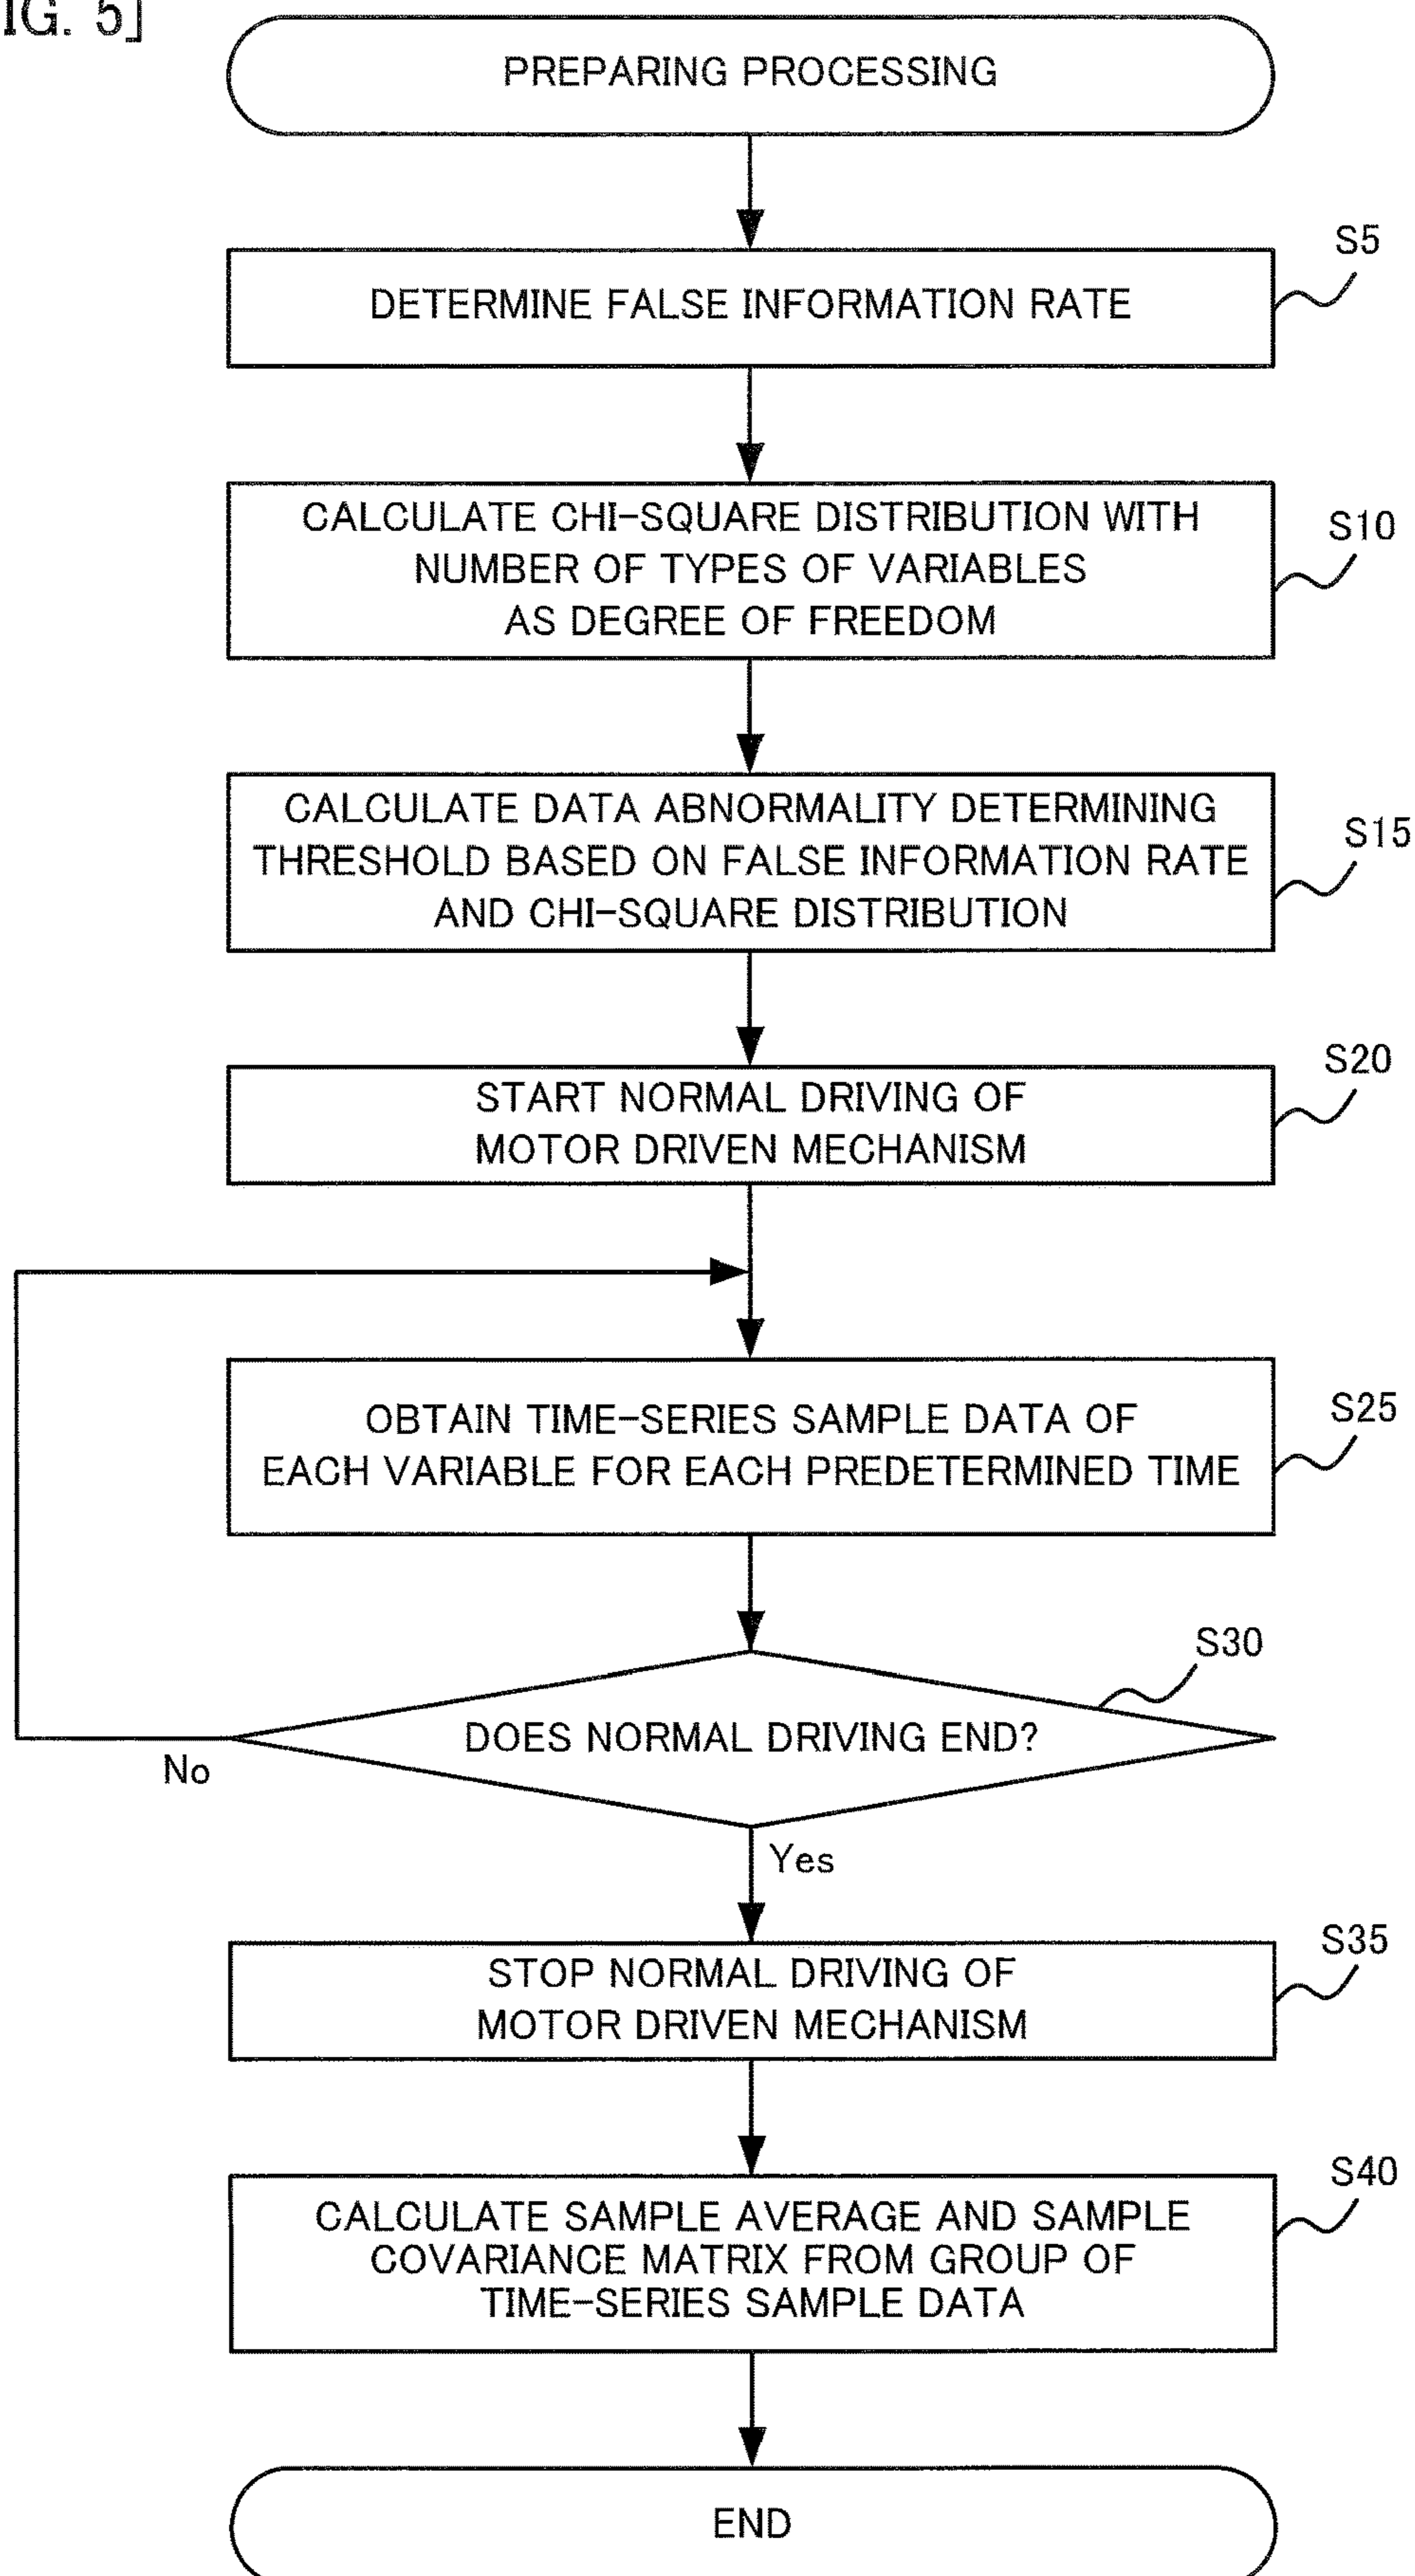 IG. 5]
PREPARING PROCESSING
S5
DETERMINE FALSE INFORMATION RATE
S10
CALCULATE CHI-SQUARE DISTRIBUTION WITH
NUMBER OF TYPES OF VARIABLES
AS DEGREE OF FREEDOM
S15
CALCULATE DATA ABNORMALITY DETERMINING
THRESHOLD BASED ON FALSE INFORMATION RATE
AND CHI-SQUARE DISTRIBUTION
S20
START NORMAL DRIVING OF
MOTOR DRIVEN MECHANISM
S25
OBTAIN TIME-SERIES SAMPLE DATA OF
EACH VARIABLE FOR EACH PREDETERMINED TIME
S30
DOES NORMAL DRIVING END?
No
Yes
S35
STOP NORMAL DRIVING OF
MOTOR DRIVEN MECHANISM
S40
CALCULATE SAMPLE AVERAGE AND SAMPLE
COVARIANCE MATRIX FROM GROUP OF
TIME-SERIES SAMPLE DATA
END